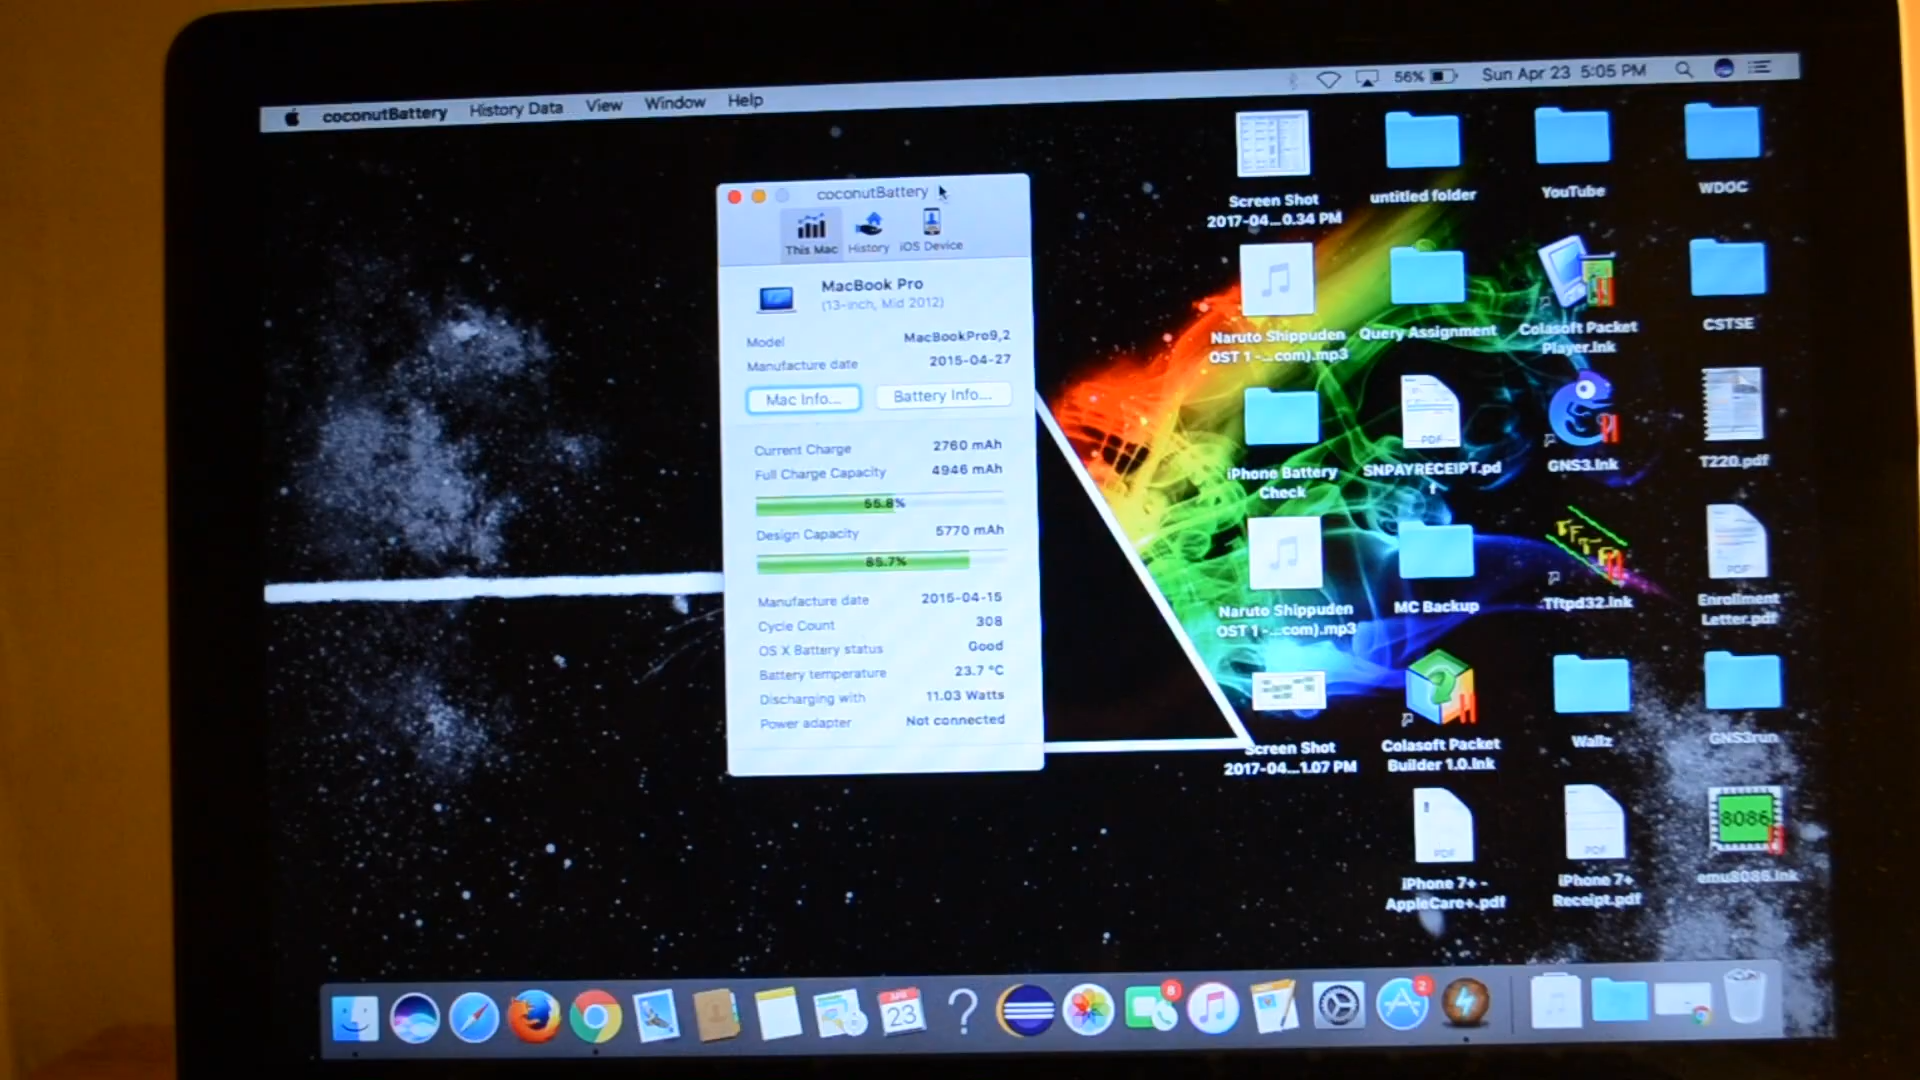 coconutBattery History Data View Window Help 56% Sun Apr 23 5:05 PM
coconutBattery
This Mac History iOS Device
MacBook Pro
(13-inch, Mid 2012)
Model MacBookPro9,2
Manufacture date 2015-04-27
Mac Info... Battery Info...
Current Charge 2760 mAh
Full Charge Capacity 4946 mAh
55.8%
Design Capacity 5770 mAh
85.7%
Manufacture date 2015-04-15
Cycle Count 308
OS X Battery status Good
Battery temperature 23.7 °C
Discharging with 11.03 Watts
Power adapter Not connected
Screen Shot
2017-04...0.34 PM
untitled folder
YouTube
WDOC
Naruto Shippuden
OST 1 -...com).mp3
Query Assignment
Colasoft Packet
Player.lnk
CSTSE
iPhone Battery
Check
PDF
SNPAYRECEIPT.pd
f
GNS3.lnk
T220.pdf
Naruto Shippuden
OST 1 -...com).mp3
MC Backup
Tftpd32.lnk
PDF
Enrollment
Letter.pdf
Screen Shot
2017-04...1.07 PM
Colasoft Packet
Builder 1.0.lnk
Wallz
GNS3run
PDF
iPhone 7+ -
AppleCare+.pdf
PDF
iPhone 7+
Receipt.pdf
8086
emu8086.lnk
23
?
8
2